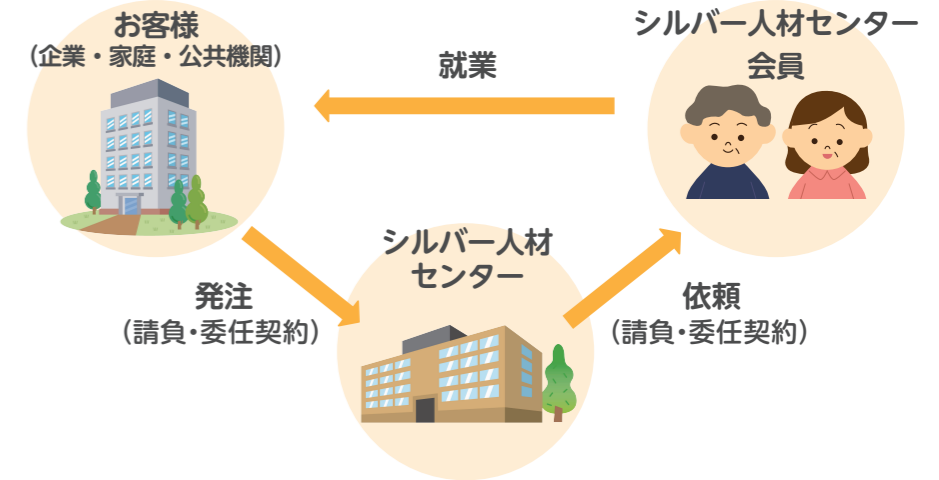 お客様
（企業・家庭・公共機関）
就業
シルバー人材センター
会員
シルバー人材
センター
発注
（請負・委任契約）
依頼
（請負・委任契約）